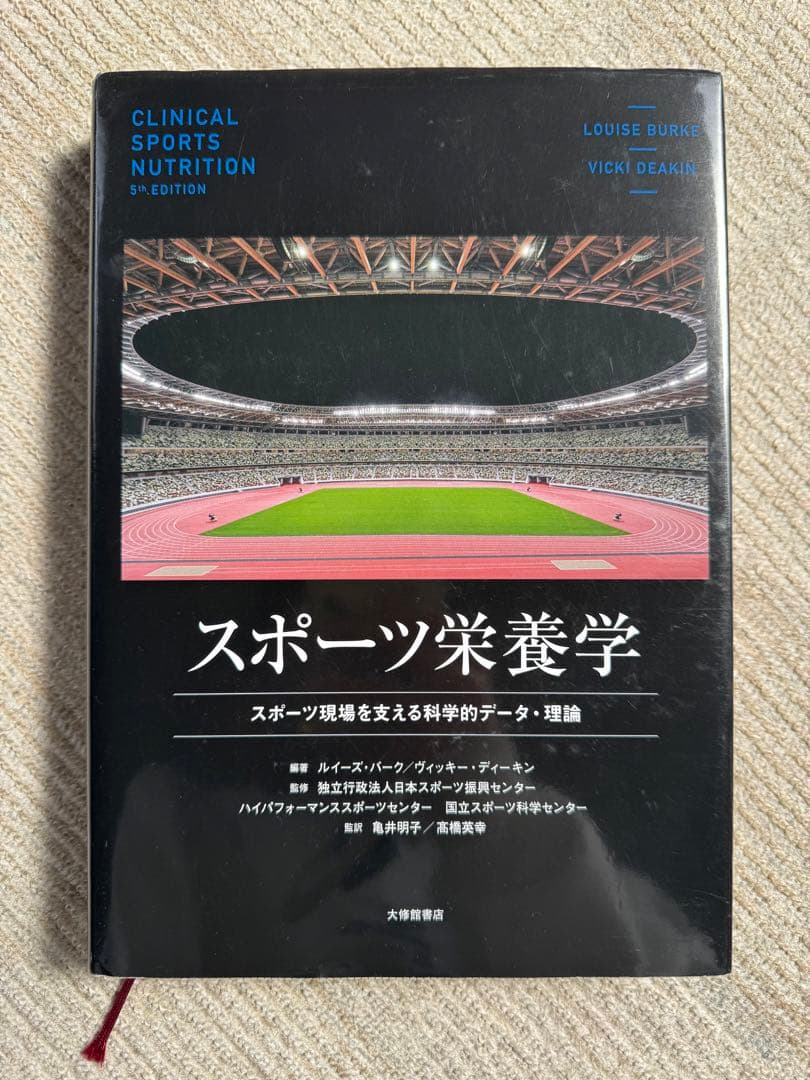 CLINICAL
SPORTS
NUTRITION
5th. EDITION
LOUISE BURKE
VICKI DEAKIN
スポーツ栄養学
スポーツ現場を支える科学的データ・理論
編著 ルイーズ・バーク／ヴィッキー・ディーキン
監修 独立行政法人日本スポーツ振興センター
ハイパフォーマンススポーツセンター 国立スポーツ科学センター
監訳 亀井明子／髙橋英幸
大修館書店